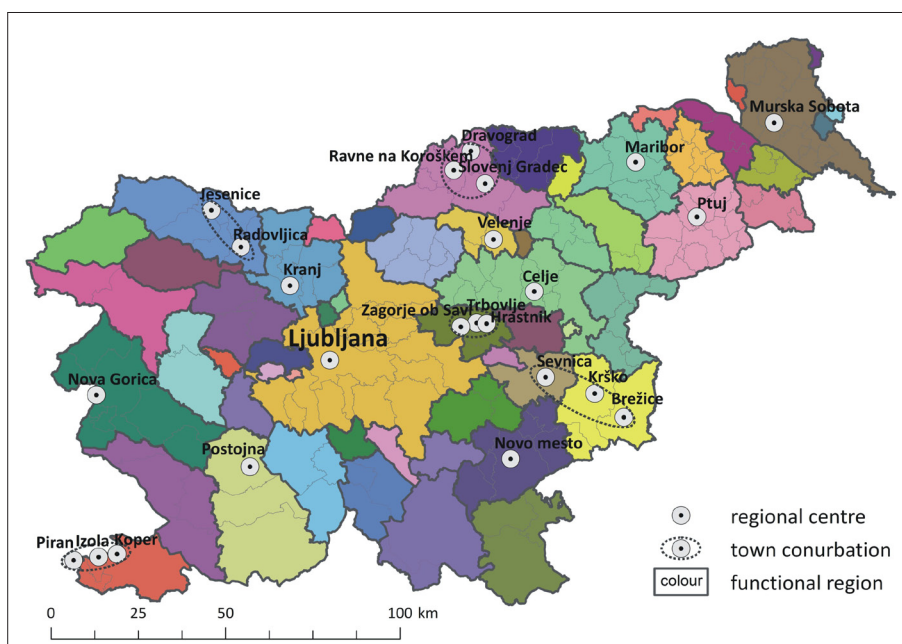 Murska Sobota
Dravograd
Maribor
Ravne na Koroškem
Slovenj Gradec
Jesenice
Ptuj
Velenje
Radovljica
Kranj
Celje
Trbovlje
Zagorje ob Savi
Hrastnik
Ljubljana
Sevnica
Krško
Nova Gorica
Brežice
Postojna
Novo mesto
Piran Izola Koper
regional centre
town conurbation
colour functional region
0 25 50 100 km